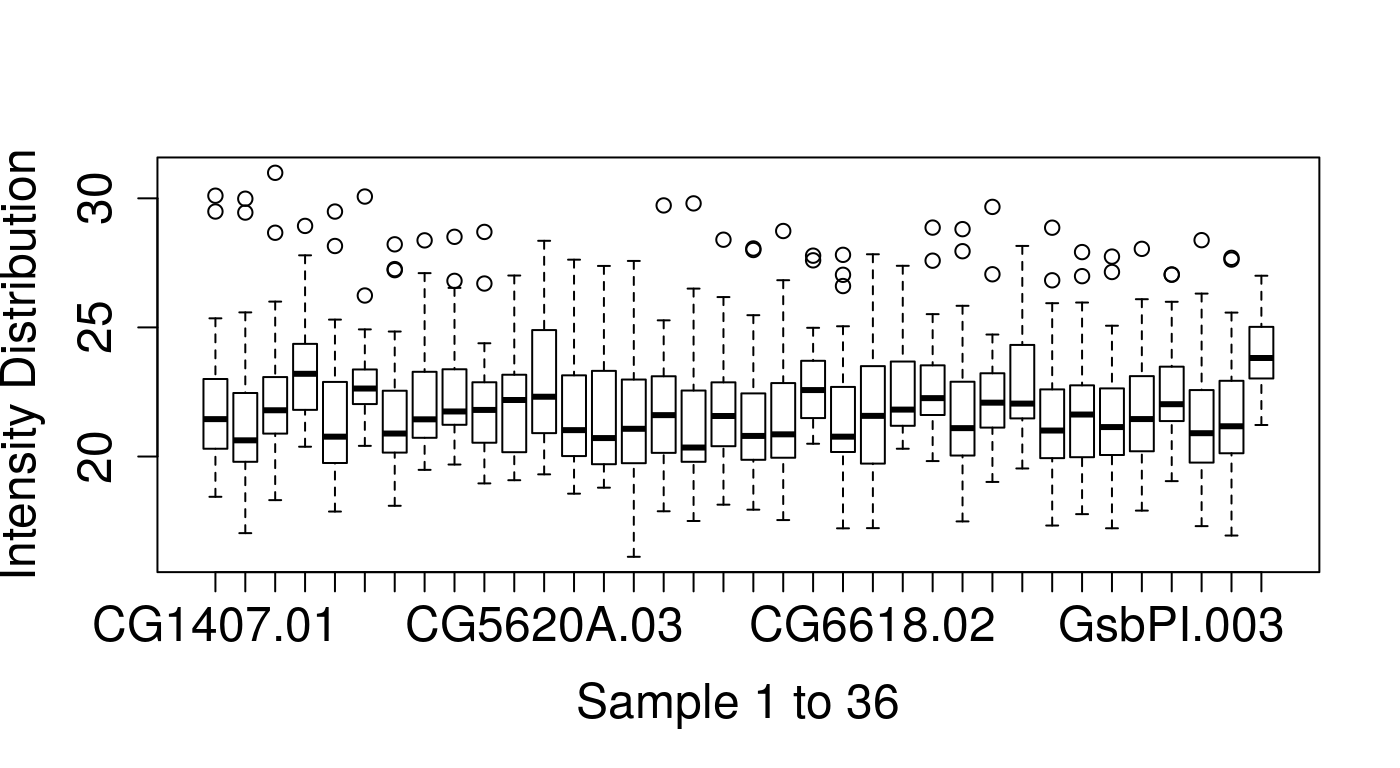 Intensity Distribution
30
25
20
CG1407.01 CG5620A.03 CG6618.02 GsbPI.003
Sample 1 to 36